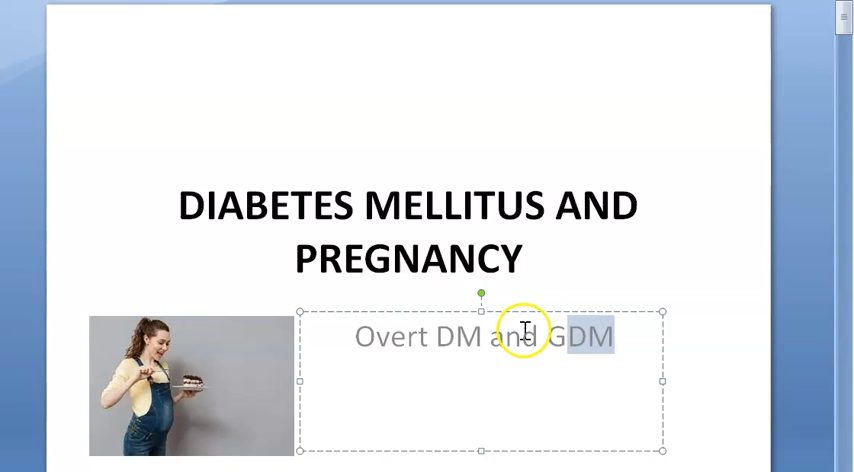 DIABETES MELLITUS AND
PREGNANCY
Overt DM and GDM